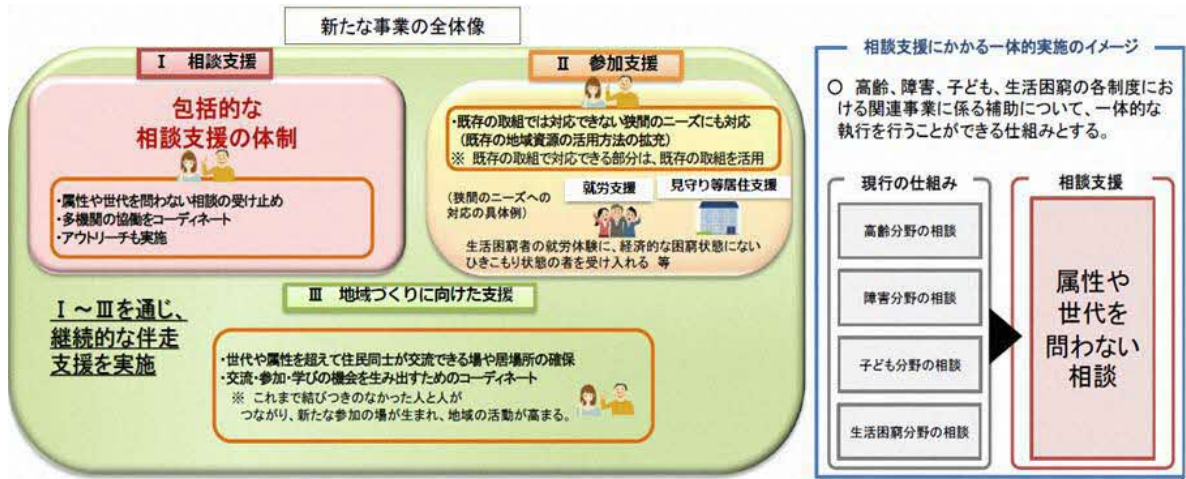 新たな事業の全体像
Ⅰ 相談支援
包括的な
相談支援の体制
・属性や世代を問わない相談の受け止め
・多機関の協働をコーディネート
・アウトリーチも実施
Ⅱ 参加支援
・既存の取組では対応できない狭間のニーズにも対応
(既存の地域資源の活用方法の拡充)
※ 既存の取組で対応できる部分は、既存の取組を活用
(狭間のニーズへの
対応の具体例)
就労支援
見守り等居住支援
生活困窮者の就労体験に、経済的な困窮状態にない
ひきこもり状態の者を受け入れる 等
Ⅲ 地域づくりに向けた支援
Ⅰ~Ⅲを通じ、
継続的な伴走
支援を実施
・世代や属性を超えて住民同士が交流できる場や居場所の確保
・交流・参加・学びの機会を生み出すためのコーディネート
※ これまで結びつきのなかった人と人が
つながり、新たな参加の場が生まれ、地域の活動が高まる。
相談支援にかかる一体的実施のイメージ
○ 高齢、障害、子ども、生活困窮の各制度にお
ける関連事業に係る補助について、一体的な
執行を行うことができる仕組みとする。
現行の仕組み
高齢分野の相談
障害分野の相談
子ども分野の相談
生活困窮分野の相談
相談支援
属性や
世代を
問わない
相談